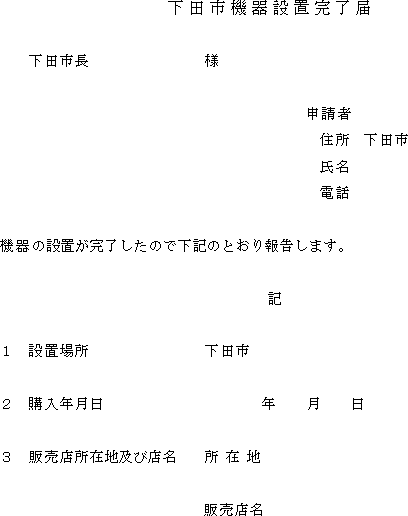 下田市機器設置完了届
下田市長　　　　　様
申請者
住所　下田市
氏名
電話
機器の設置が完了したので下記のとおり報告します。
記
１　設置場所　　　　　下田市
２　購入年月日　　　　　年　　月　　日
３　販売店所在地及び店名　　所 在 地
販売店名